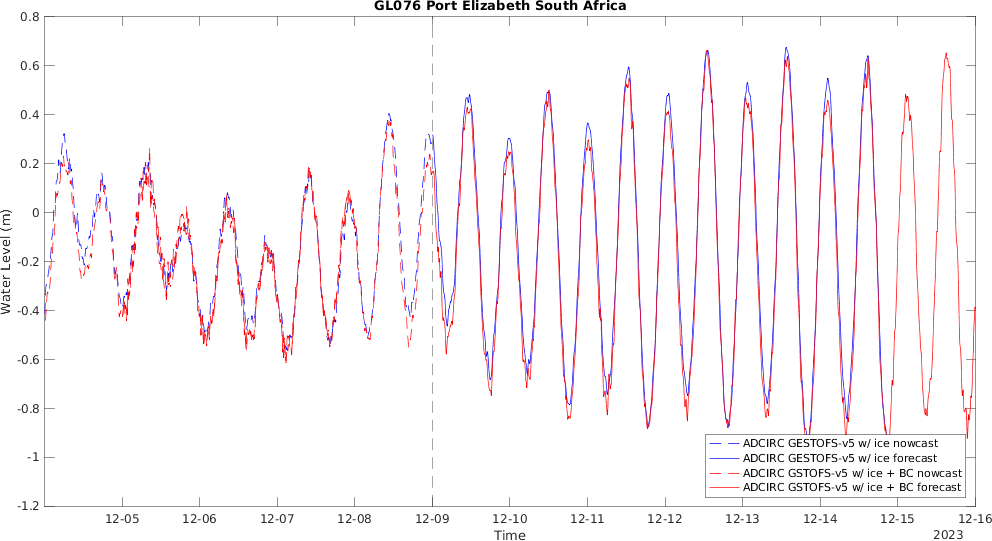 GL076 Port Elizabeth South Africa
0.8
0.6
0.4
0.2
0
-0.2
-0.4
-0.6
-0.8
-1
-1.2
Water Level (m)
ADCIRC GESTOFS-v5 w/ ice nowcast
ADCIRC GESTOFS-v5 w/ ice forecast
ADCIRC GSTOFS-v5 w/ ice + BC nowcast
ADCIRC GSTOFS-v5 w/ ice + BC forecast
12-05 12-06 12-07 12-08 12-09 12-10 12-11 12-12 12-13 12-14 12-15 12-16
Time
2023